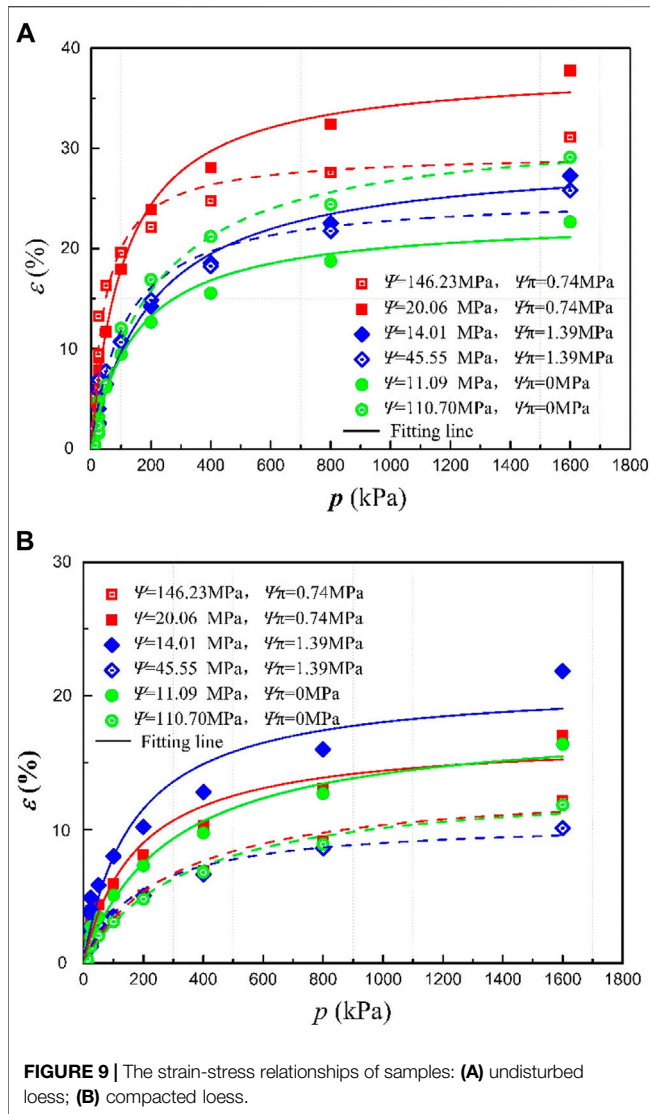 A
40
30
20
10
0
ε (%)
Ψ=146.23MPa, Ψπ=0.74MPa
Ψ=20.06 MPa, Ψπ=0.74MPa
Ψ=14.01 MPa, Ψπ=1.39MPa
Ψ=45.55 MPa, Ψπ=1.39MPa
Ψ=11.09 MPa, Ψπ=0MPa
Ψ=110.70MPa, Ψπ=0MPa
Fitting line
0 200 400 600 800 1000 1200 1400 1600 1800
p (kPa)
B
30
20
10
0
ε (%)
Ψ=146.23MPa, Ψπ=0.74MPa
Ψ=20.06 MPa, Ψπ=0.74MPa
Ψ=14.01 MPa, Ψπ=1.39MPa
Ψ=45.55 MPa, Ψπ=1.39MPa
Ψ=11.09 MPa, Ψπ=0MPa
Ψ=110.70MPa, Ψπ=0MPa
Fitting line
0 200 400 600 800 1000 1200 1400 1600 1800
p (kPa)
FIGURE 9 | The strain-stress relationships of samples: (A) undisturbed
loess; (B) compacted loess.